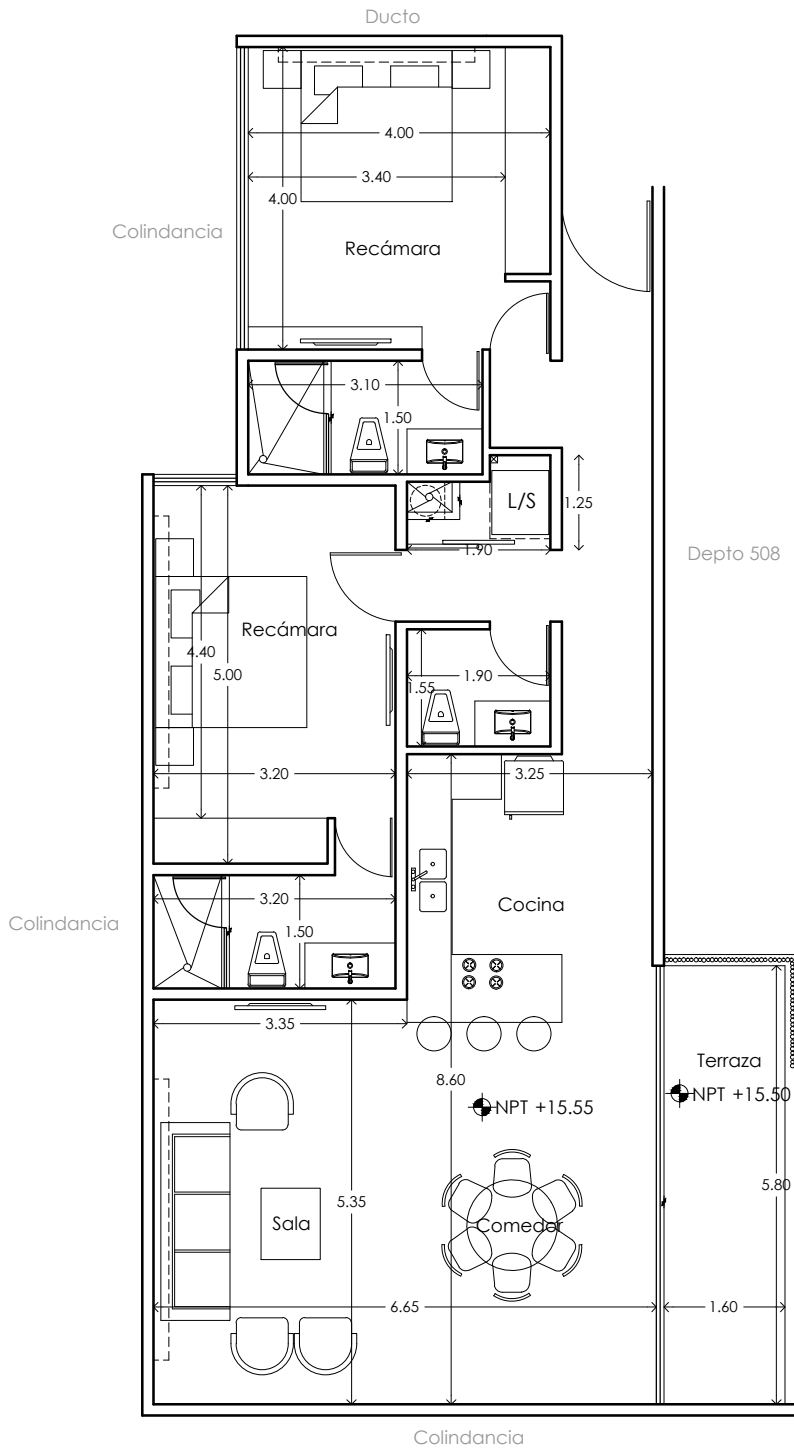 Ducto
4.00
3.40
4.00
Colindancia
Recámara
3.10
1.50
L/S
1.25
1.90
Depto 508
Recámara
4.40
5.00
1.90
1.55
3.20
3.25
3.20
Cocina
Colindancia
1.50
3.35
Terraza
8.60
NPT +15.50
NPT +15.55
5.80
5.35
Sala
Comedor
6.65
1.60
Colindancia